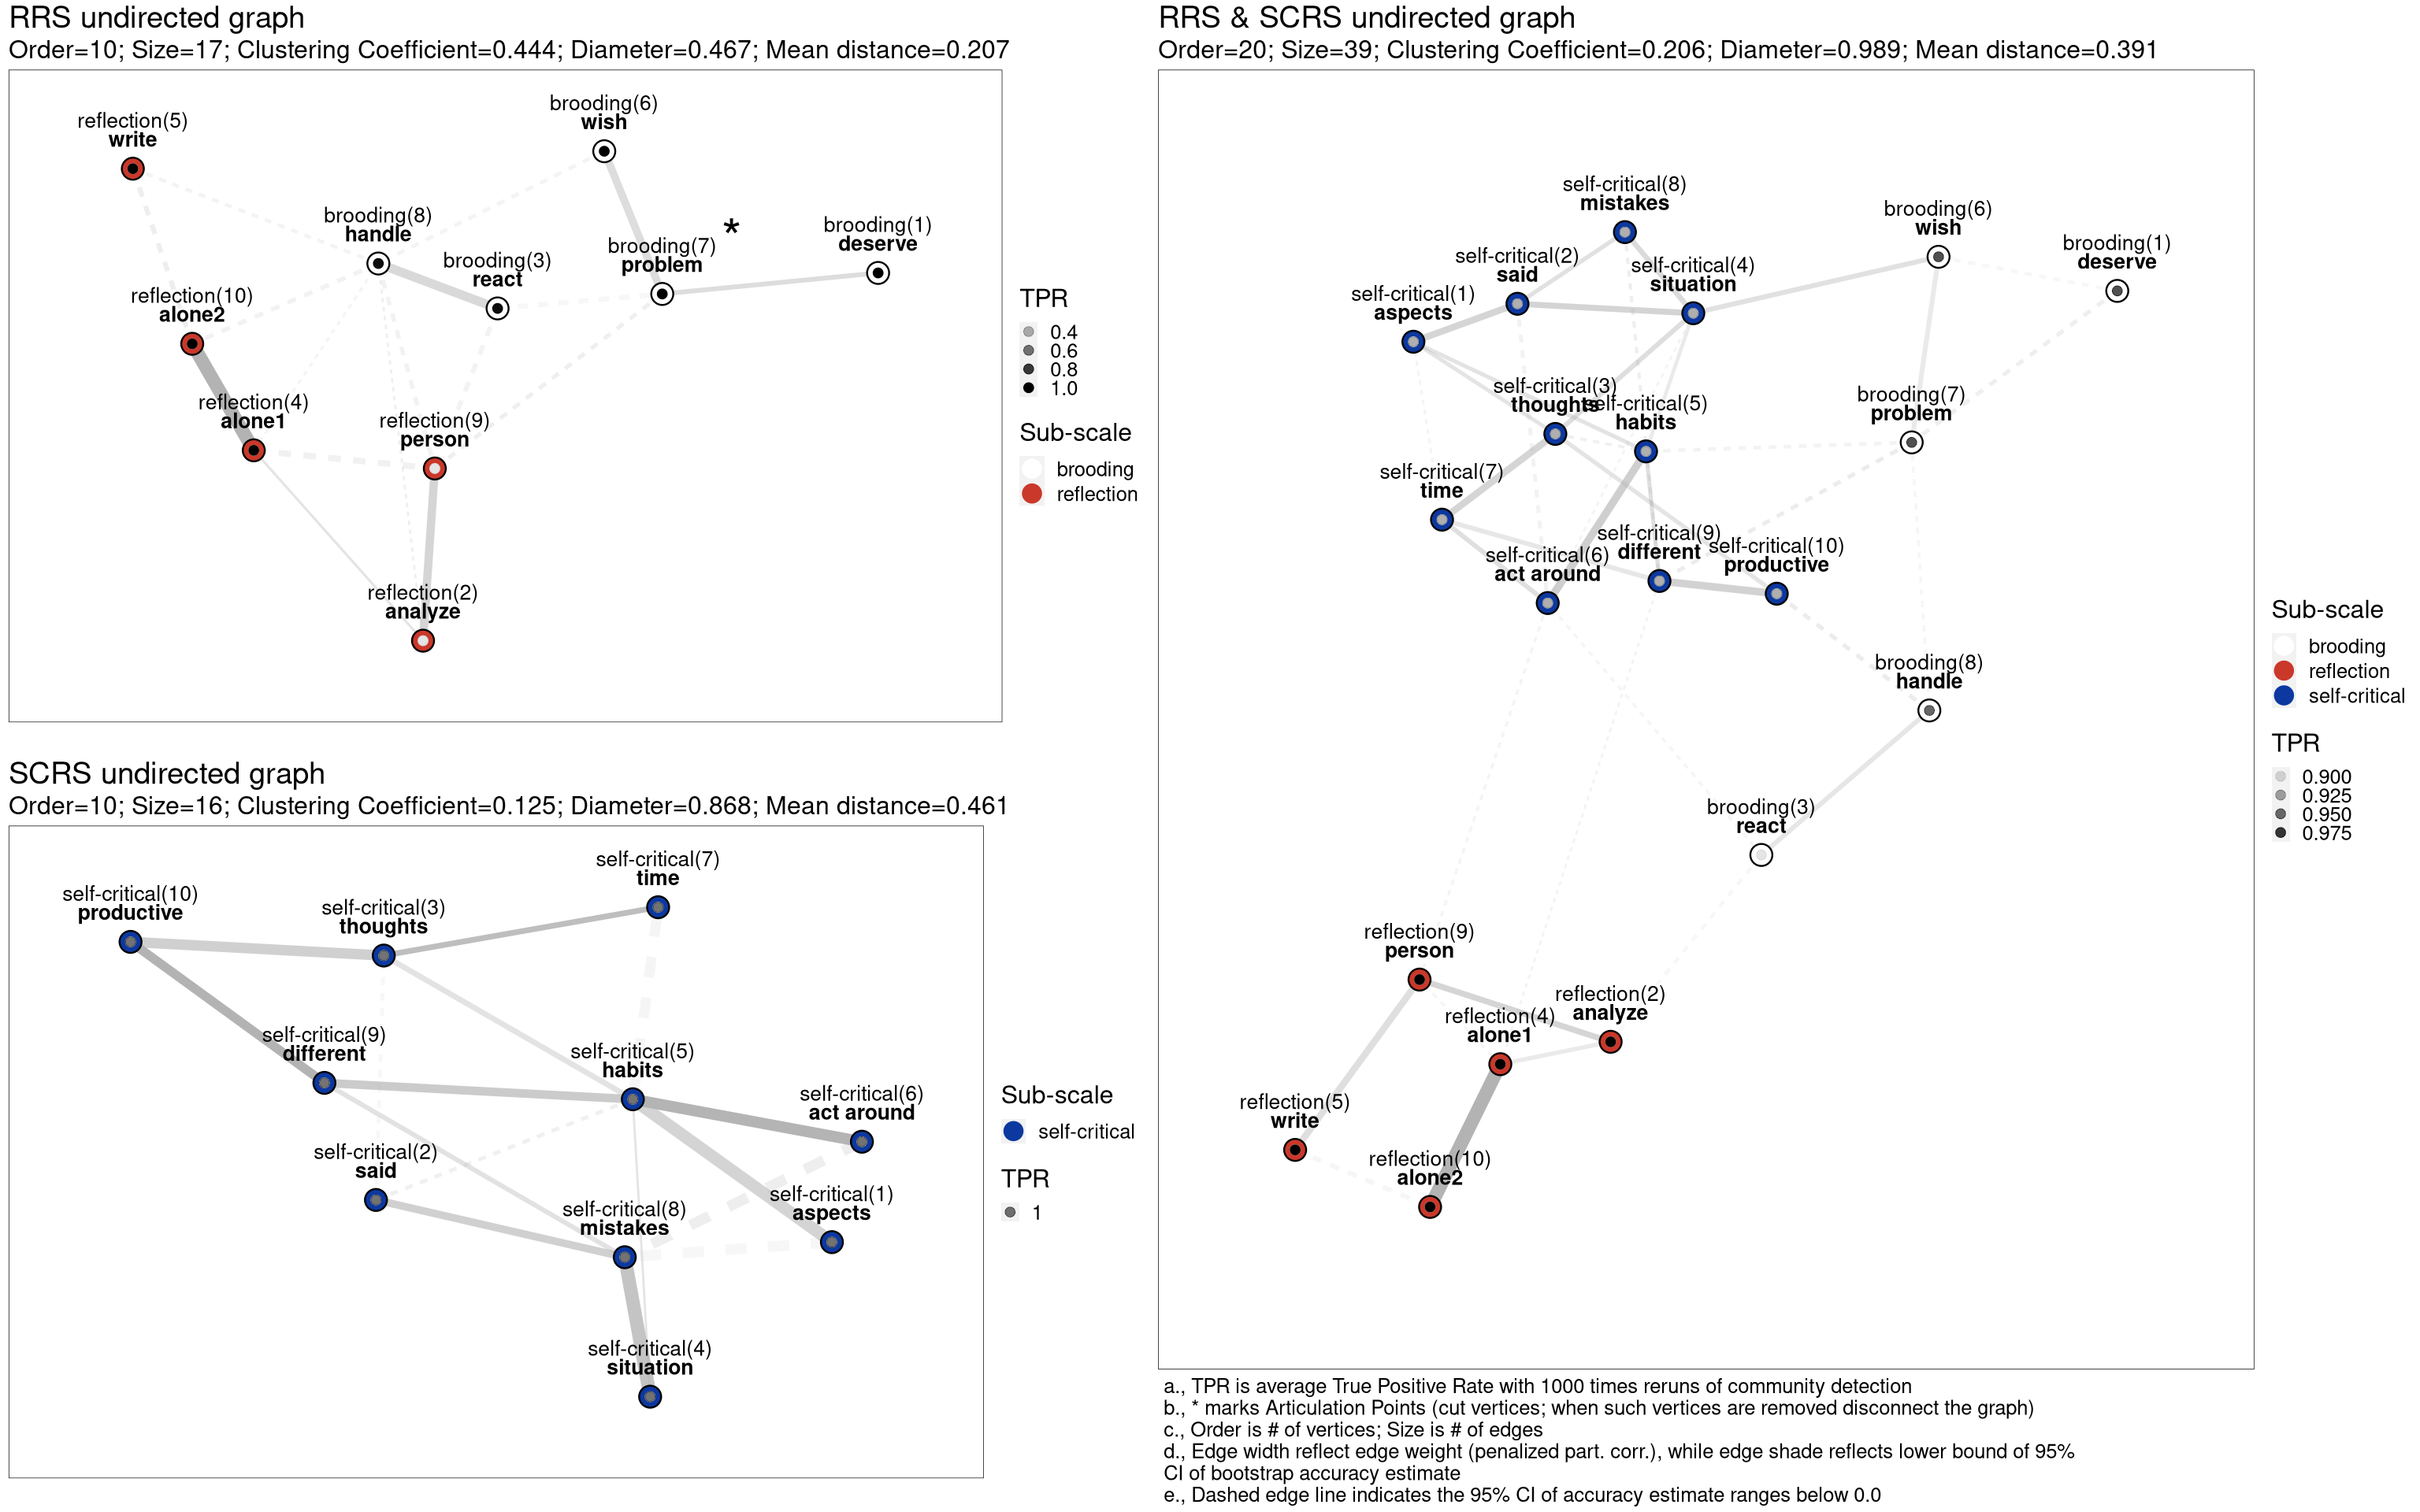 RRS undirected graph
Order=10; Size=17; Clustering Coefficient=0.444; Diameter=0.467; Mean distance=0.207
brooding(6)
wish
reflection(5)
write
brooding(8)
handle
brooding(3)
react
*
brooding(7)
problem
brooding(1)
deserve
reflection(10)
alone2
reflection(4)
alone1
reflection(9)
person
reflection(2)
analyze
TPR
0.4
0.6
0.8
1.0
Sub-scale
brooding
reflection
SCRS undirected graph
Order=10; Size=16; Clustering Coefficient=0.125; Diameter=0.868; Mean distance=0.461
self-critical(7)
time
self-critical(10)
productive
self-critical(3)
thoughts
self-critical(9)
different
self-critical(5)
habits
self-critical(6)
act around
self-critical(2)
said
self-critical(1)
aspects
self-critical(8)
mistakes
self-critical(4)
situation
Sub-scale
self-critical
TPR
1
RRS & SCRS undirected graph
Order=20; Size=39; Clustering Coefficient=0.206; Diameter=0.989; Mean distance=0.391
self-critical(8)
mistakes
brooding(6)
wish
brooding(1)
deserve
self-critical(2)
said
self-critical(4)
situation
self-critical(1)
aspects
self-critical(3)
thoughts
self-critical(5)
habits
brooding(7)
problem
self-critical(7)
time
self-critical(9)
different
self-critical(10)
productive
self-critical(6)
act around
brooding(8)
handle
brooding(3)
react
reflection(9)
person
reflection(2)
analyze
reflection(4)
alone1
reflection(5)
write
reflection(10)
alone2
Sub-scale
brooding
reflection
self-critical
TPR
0.900
0.925
0.950
0.975
a., TPR is average True Positive Rate with 1000 times reruns of community detection
b., * marks Articulation Points (cut vertices; when such vertices are removed disconnect the graph)
c., Order is # of vertices; Size is # of edges
d., Edge width reflect edge weight (penalized part. corr.), while edge shade reflects lower bound of 95%
CI of bootstrap accuracy estimate
e., Dashed edge line indicates the 95% CI of accuracy estimate ranges below 0.0